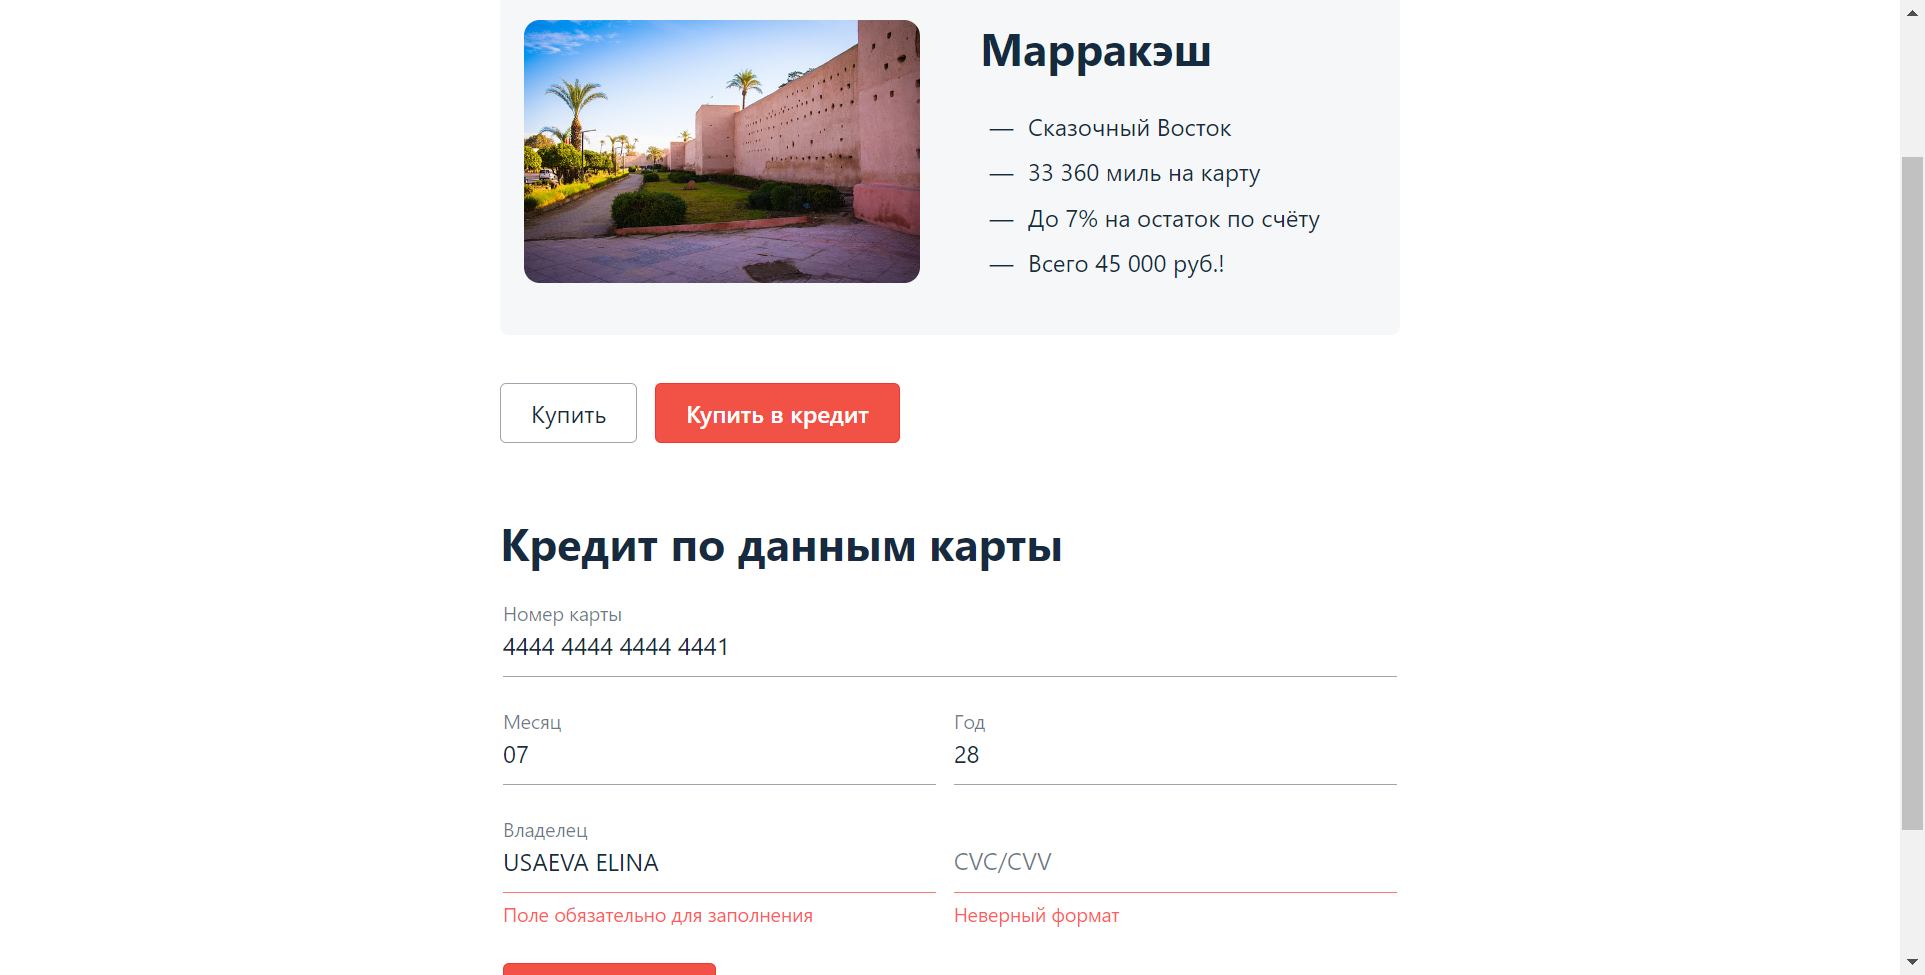 Марракэш
— Сказочный Восток
— 33 360 миль на карту
— До 7% на остаток по счёту
— Всего 45 000 руб.!
Купить
Купить в кредит
Кредит по данным карты
Номер карты
4444 4444 4444 4441
Месяц
Год
07
28
Владелец
USAEVA ELINA
CVC/CVV
Поле обязательно для заполнения
Неверный формат